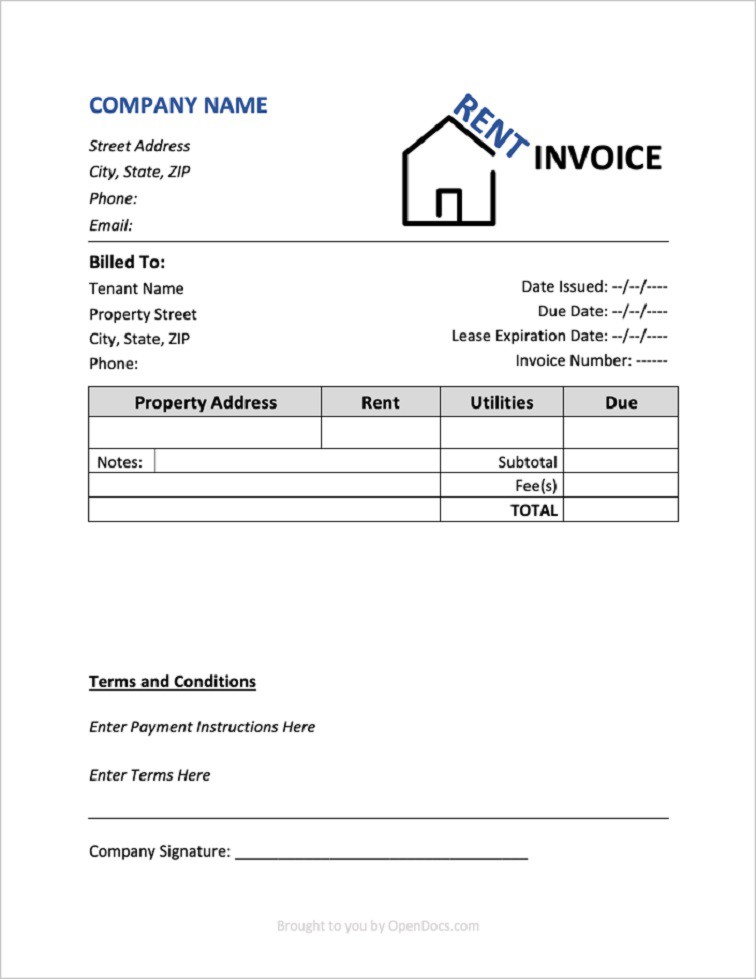 COMPANY NAME
Street Address
City, State, ZIP
Phone:
Email:
RENT INVOICE
Billed To:
Tenant Name
Property Street
City, State, ZIP
Phone:
Date Issued: --/--/----
Due Date: --/--/----
Lease Expiration Date: --/--/----
Invoice Number: ------
Property Address Rent Utilities Due
Notes: Subtotal
Fee(s)
TOTAL
Terms and Conditions
Enter Payment Instructions Here
Enter Terms Here
Company Signature: ________________________________
Brought to you by OpenDocs.com